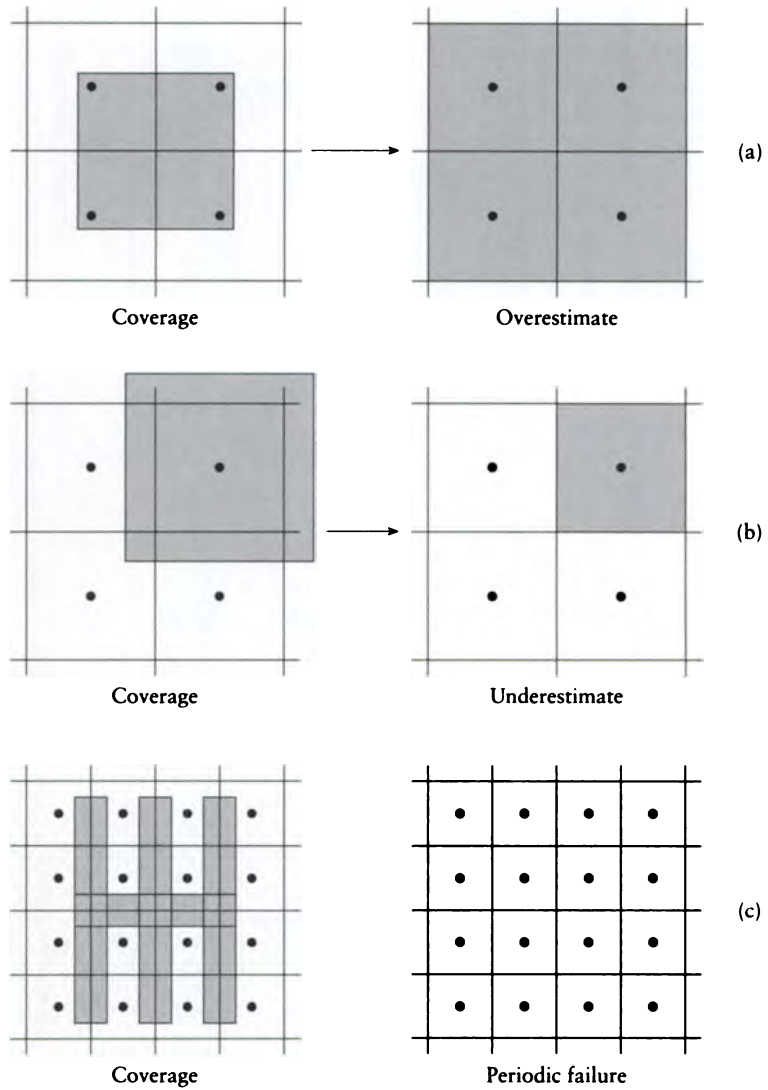 (a)
Coverage
Overestimate
(b)
Coverage
Underestimate
(c)
Coverage
Periodic failure